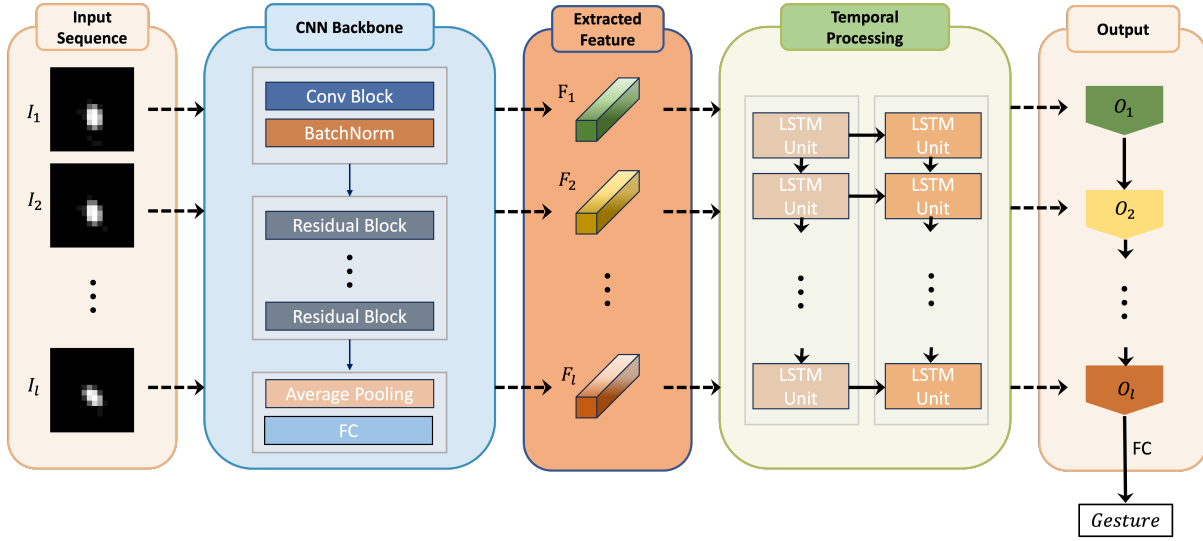 Input
Sequence
CNN Backbone
Extracted
Feature
Temporal
Processing
Output
I₁
Conv Block
BatchNorm
F₁
LSTM
Unit
LSTM
Unit
O₁
I₂
Residual Block
F₂
LSTM
Unit
LSTM
Unit
O₂
Residual Block
Iₗ
Average Pooling
FC
Fₗ
LSTM
Unit
LSTM
Unit
Oₗ
FC
Gesture